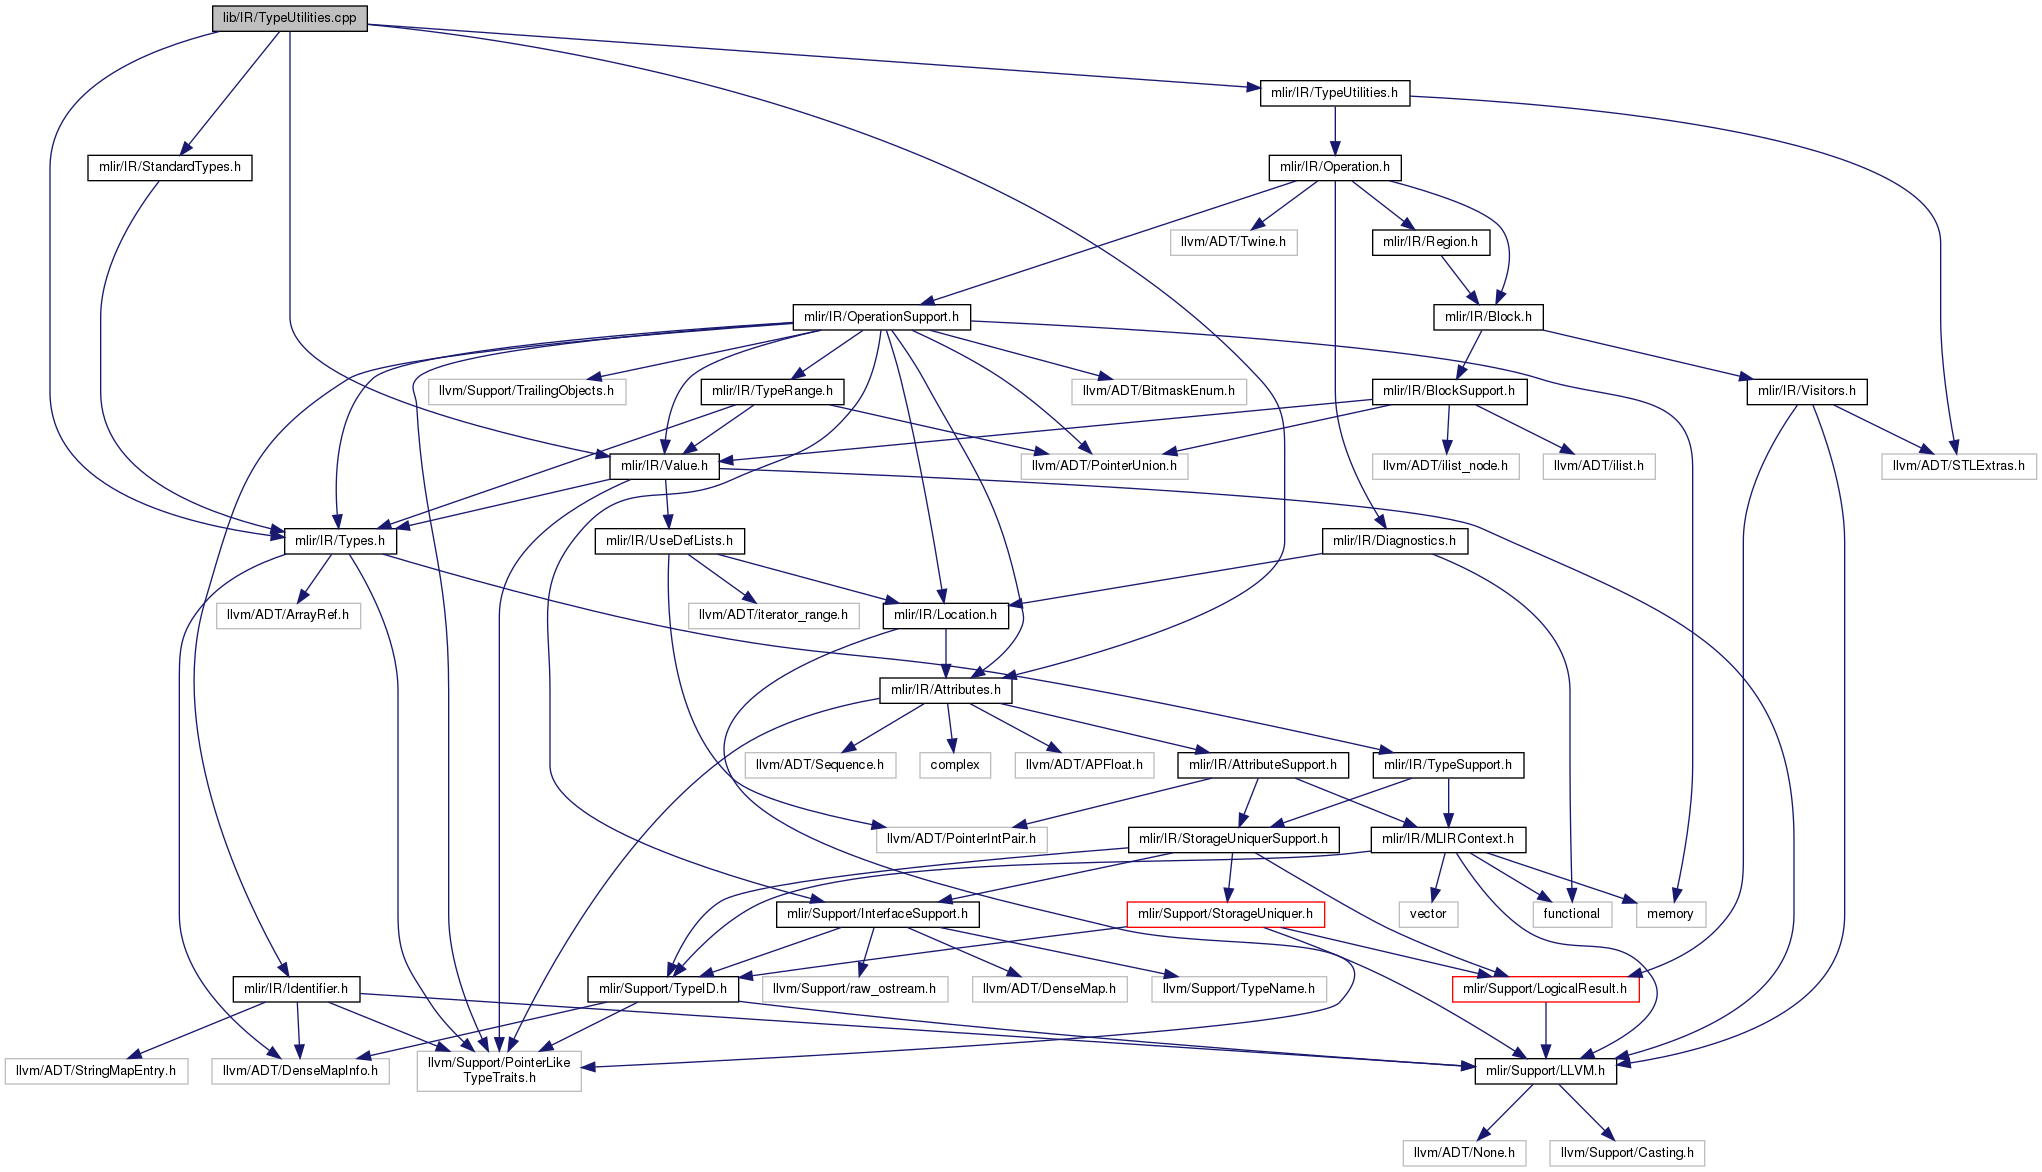 lib/IR/TypeUtilities.cpp
mlir/IR/TypeUtilities.h
mlir/IR/StandardTypes.h
mlir/IR/Operation.h
llvm/ADT/Twine.h
mlir/IR/Region.h
mlir/IR/OperationSupport.h
mlir/IR/Block.h
llvm/Support/TrailingObjects.h
mlir/IR/TypeRange.h
llvm/ADT/BitmaskEnum.h
mlir/IR/BlockSupport.h
mlir/IR/Visitors.h
mlir/IR/Value.h
llvm/ADT/PointerUnion.h
llvm/ADT/ilist_node.h
llvm/ADT/ilist.h
llvm/ADT/STLExtras.h
mlir/IR/Types.h
mlir/IR/UseDefLists.h
mlir/IR/Diagnostics.h
llvm/ADT/ArrayRef.h
llvm/ADT/iterator_range.h
mlir/IR/Location.h
mlir/IR/Attributes.h
llvm/ADT/Sequence.h
complex
llvm/ADT/APFloat.h
mlir/IR/AttributeSupport.h
mlir/IR/TypeSupport.h
llvm/ADT/PointerIntPair.h
mlir/IR/StorageUniquerSupport.h
mlir/IR/MLIRContext.h
mlir/Support/InterfaceSupport.h
mlir/Support/StorageUniquer.h
vector
functional
memory
mlir/IR/Identifier.h
mlir/Support/TypeID.h
llvm/Support/raw_ostream.h
llvm/ADT/DenseMap.h
llvm/Support/TypeName.h
mlir/Support/LogicalResult.h
llvm/ADT/StringMapEntry.h
llvm/ADT/DenseMapInfo.h
llvm/Support/PointerLike
TypeTraits.h
mlir/Support/LLVM.h
llvm/ADT/None.h
llvm/Support/Casting.h